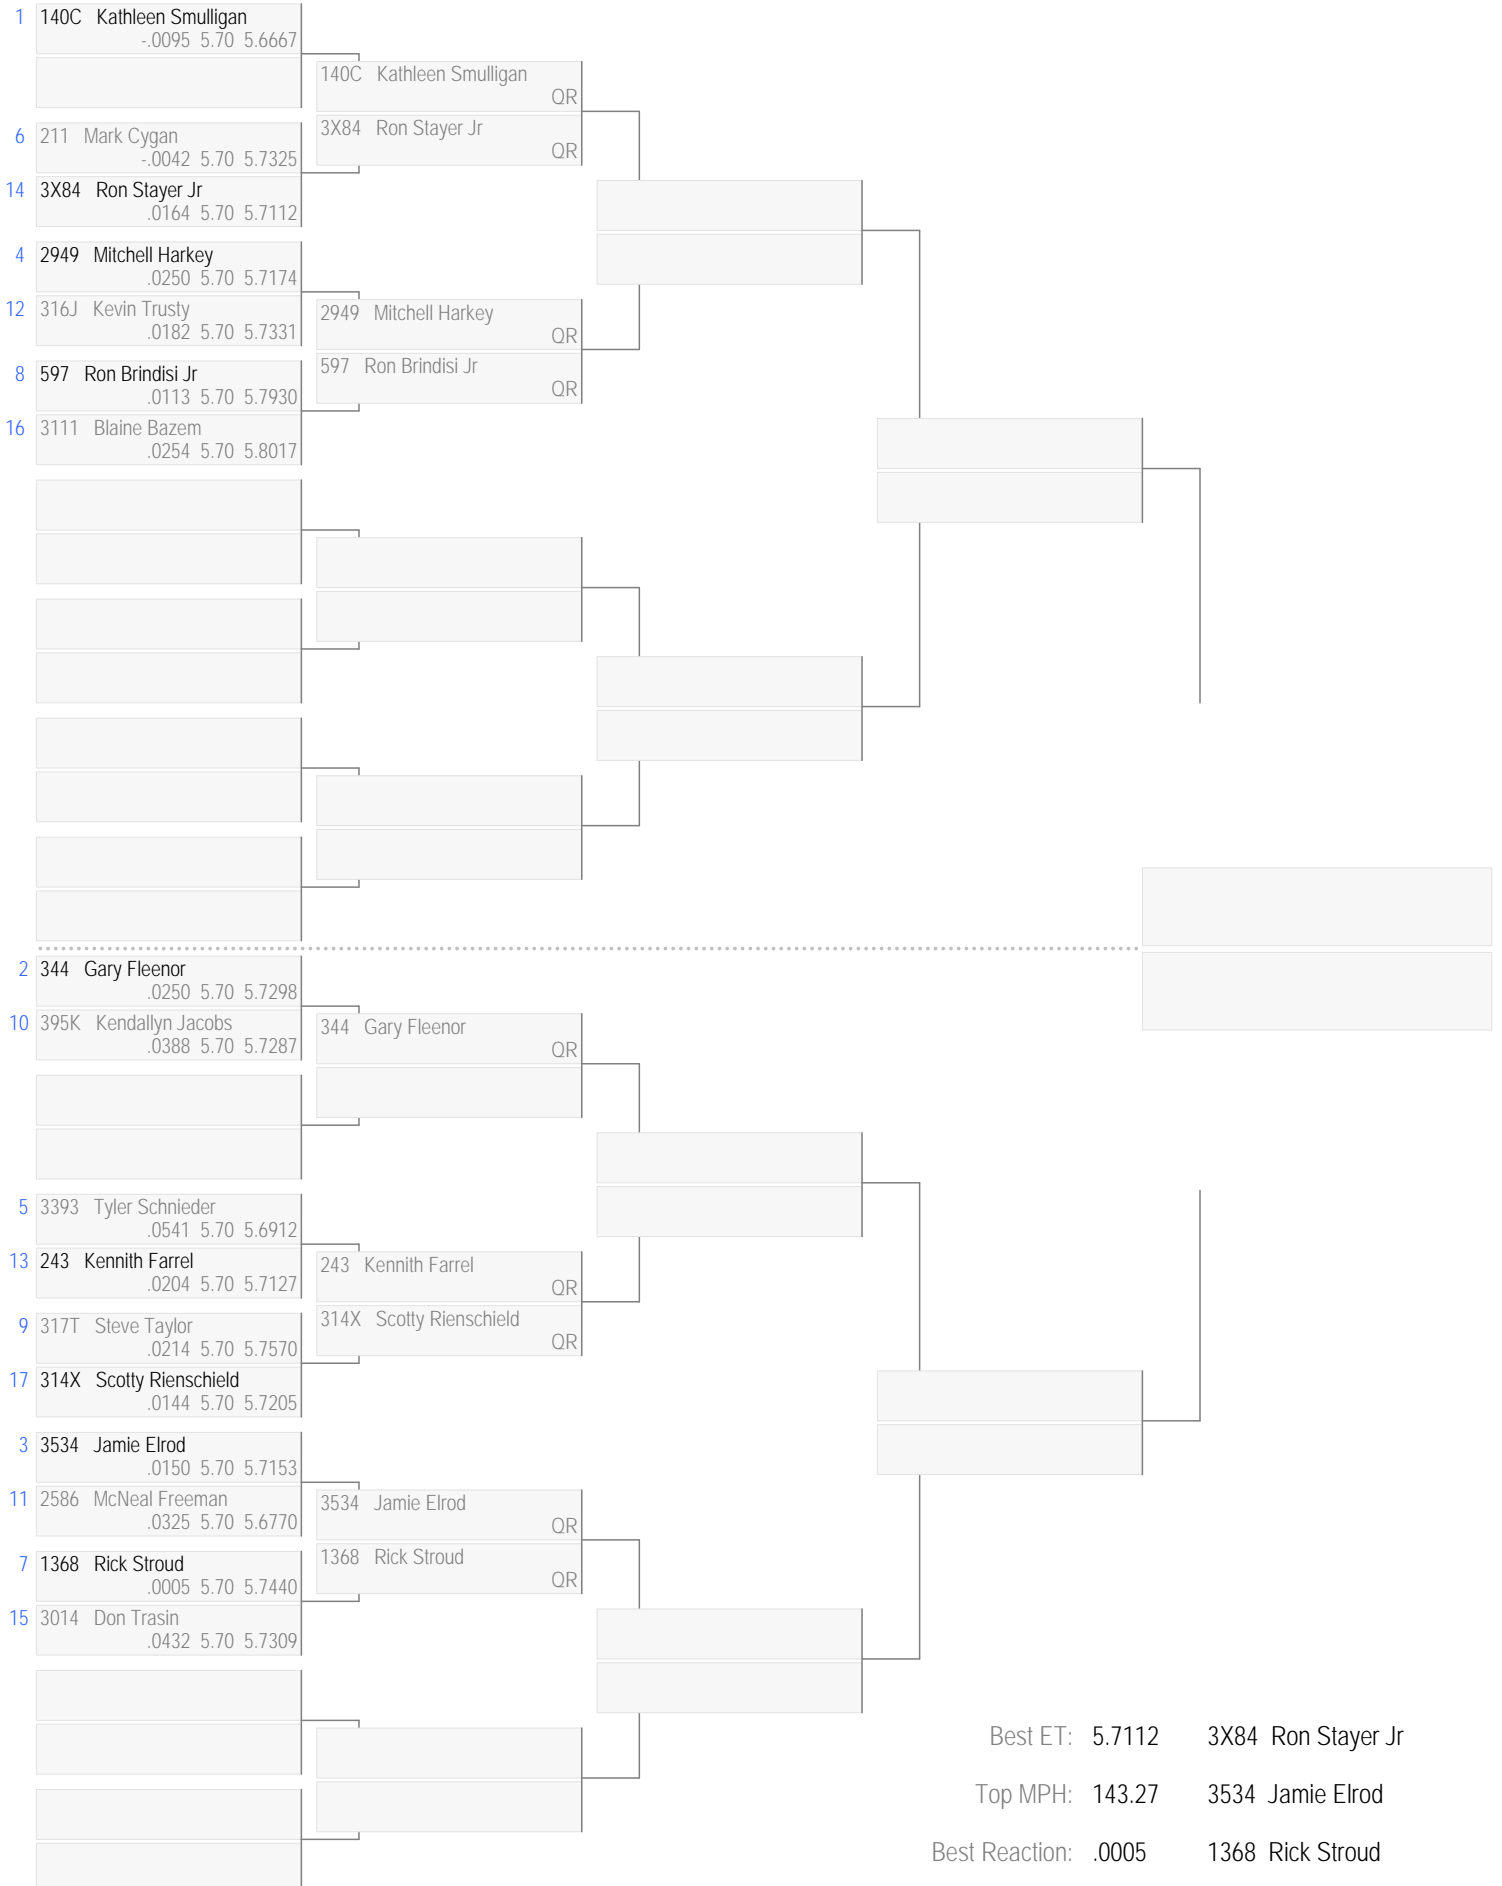 1 140C Kathleen Smulligan
-.0095 5.70 5.6667
140C Kathleen Smulligan
QR
6 211 Mark Cygan
-.0042 5.70 5.7325
3X84 Ron Stayer Jr
QR
14 3X84 Ron Stayer Jr
.0164 5.70 5.7112
4 2949 Mitchell Harkey
.0250 5.70 5.7174
12 316J Kevin Trusty
.0182 5.70 5.7331
2949 Mitchell Harkey
QR
8 597 Ron Brindisi Jr
.0113 5.70 5.7930
597 Ron Brindisi Jr
QR
16 3111 Blaine Bazem
.0254 5.70 5.8017
2 344 Gary Fleenor
.0250 5.70 5.7298
10 395K Kendallyn Jacobs
.0388 5.70 5.7287
344 Gary Fleenor
QR
5 3393 Tyler Schnieder
.0541 5.70 5.6912
13 243 Kennith Farrel
.0204 5.70 5.7127
243 Kennith Farrel
QR
9 317T Steve Taylor
.0214 5.70 5.7570
314X Scotty Rienschield
QR
17 314X Scotty Rienschield
.0144 5.70 5.7205
3 3534 Jamie Elrod
.0150 5.70 5.7153
11 2586 McNeal Freeman
.0325 5.70 5.6770
3534 Jamie Elrod
QR
7 1368 Rick Stroud
.0005 5.70 5.7440
1368 Rick Stroud
QR
15 3014 Don Trasin
.0432 5.70 5.7309
Best ET: 5.7112 3X84 Ron Stayer Jr
Top MPH: 143.27 3534 Jamie Elrod
Best Reaction: .0005 1368 Rick Stroud